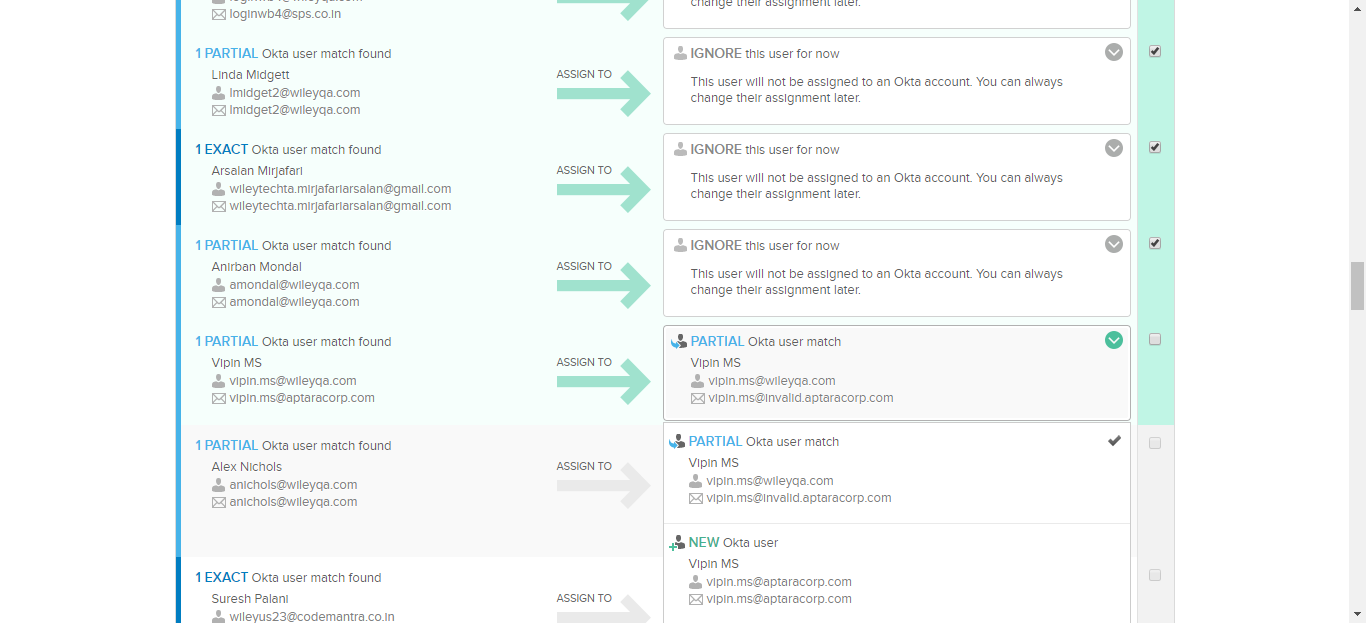 loginwb4@sps.co.in
change their assignment later.
1 PARTIAL Okta user match found
Linda Midgett
lmidget2@wileyqa.com
lmidget2@wileyqa.com
ASSIGN TO
IGNORE this user for now
This user will not be assigned to an Okta account. You can always
change their assignment later.
1 EXACT Okta user match found
Arsalan Mirjafari
wileytechta.mirjafariarsalan@gmail.com
wileytechta.mirjafariarsalan@gmail.com
ASSIGN TO
IGNORE this user for now
This user will not be assigned to an Okta account. You can always
change their assignment later.
1 PARTIAL Okta user match found
Anirban Mondal
amondal@wileyqa.com
amondal@wileyqa.com
ASSIGN TO
IGNORE this user for now
This user will not be assigned to an Okta account. You can always
change their assignment later.
1 PARTIAL Okta user match found
Vipin MS
vipin.ms@wileyqa.com
vipin.ms@aptaracorp.com
ASSIGN TO
PARTIAL Okta user match
Vipin MS
vipin.ms@wileyqa.com
vipin.ms@invalid.aptaracorp.com
1 PARTIAL Okta user match found
Alex Nichols
anichols@wileyqa.com
anichols@wileyqa.com
ASSIGN TO
PARTIAL Okta user match
Vipin MS
vipin.ms@wileyqa.com
vipin.ms@invalid.aptaracorp.com
NEW Okta user
Vipin MS
vipin.ms@aptaracorp.com
vipin.ms@aptaracorp.com
1 EXACT Okta user match found
Suresh Palani
wileyus23@codemantra.co.in
ASSIGN TO